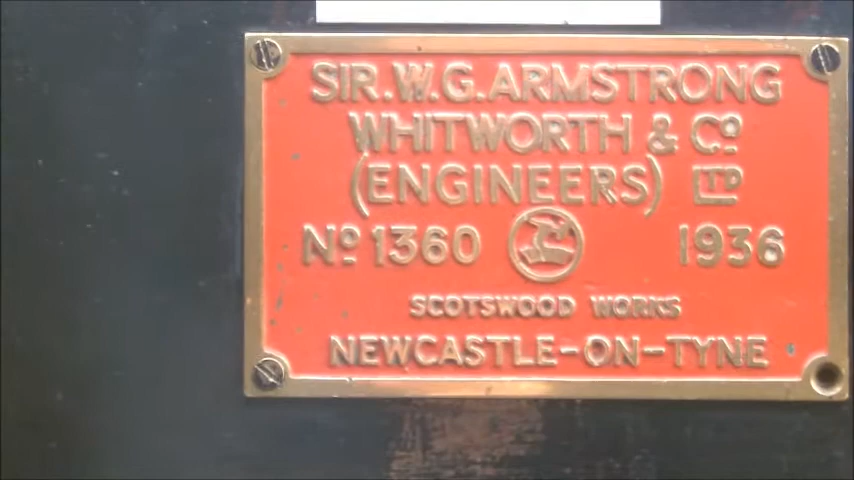 SIR.W.G.ARMSTRONG
WHITWORTH & Co.
(ENGINEERS) LTD
No. 1360 1936
SCOTSWOOD WORKS
NEWCASTLE-ON-TYNE